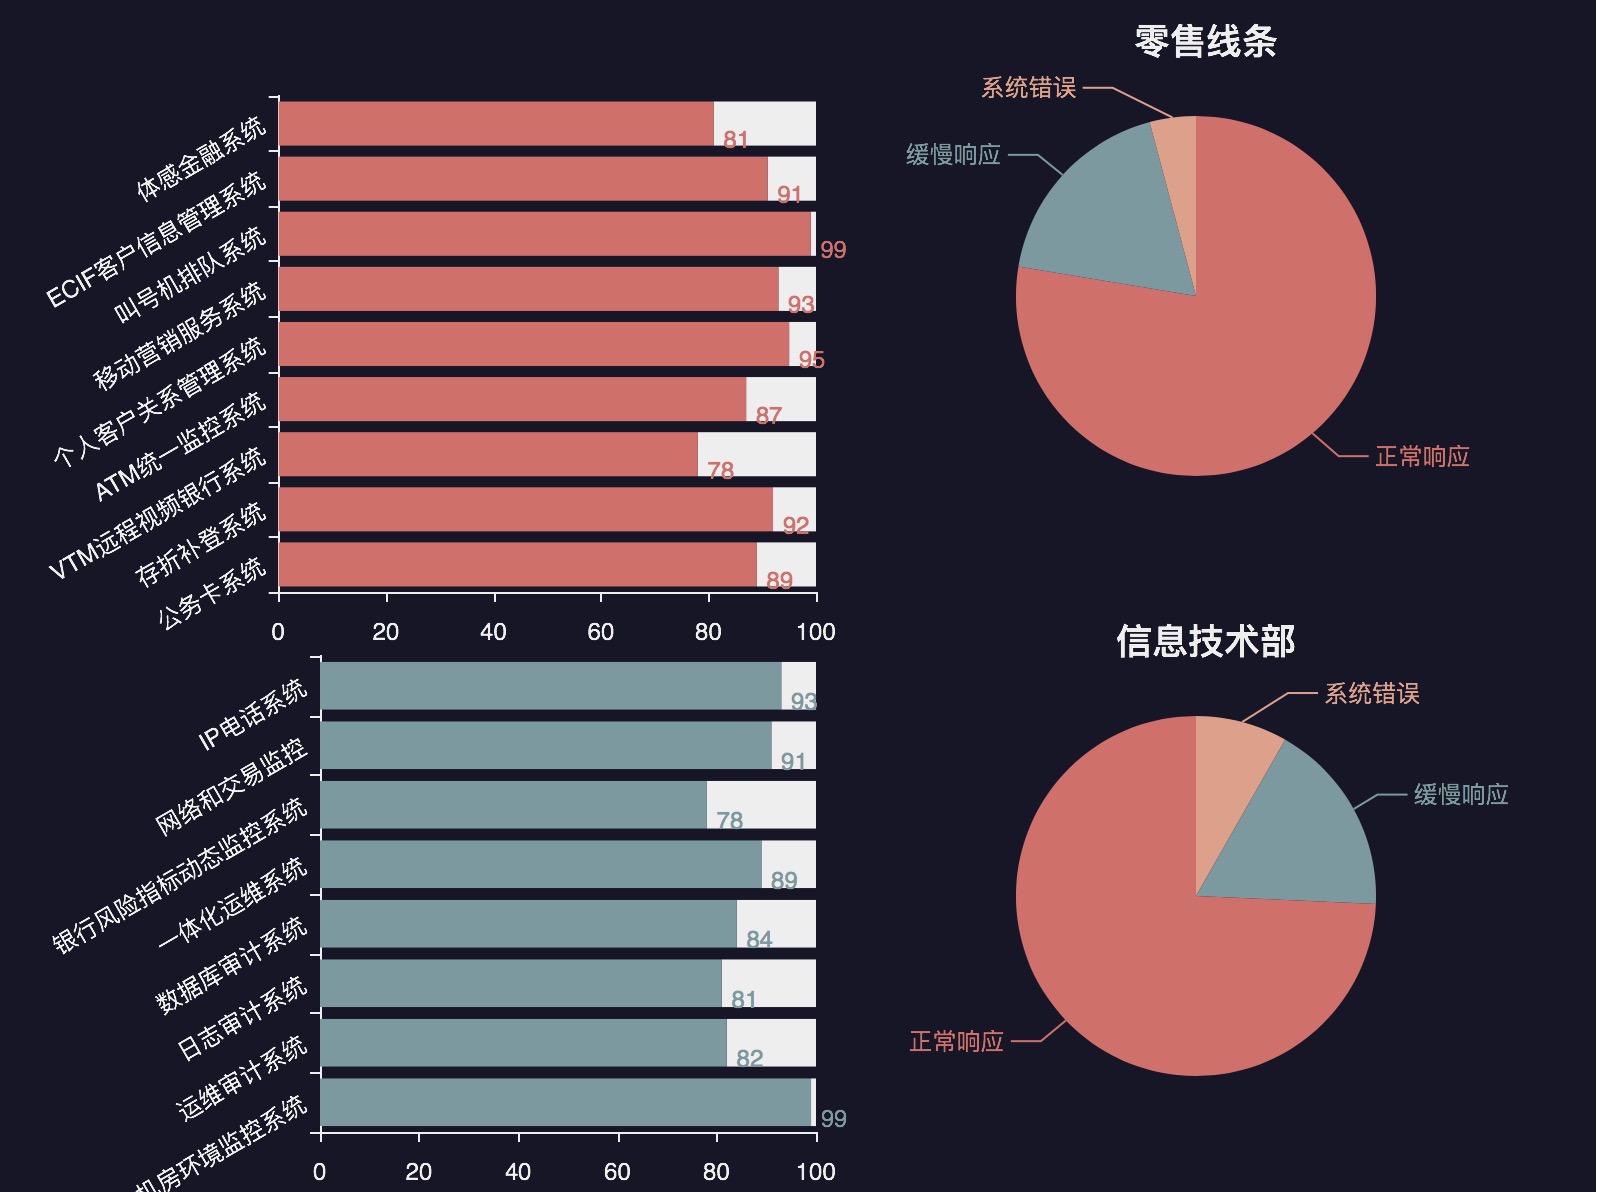 体感金融系统
81
ECIF客户信息管理系统
91
叫号机排队系统
99
移动营销服务系统
93
个人客户关系管理系统
95
ATM统一监控系统
87
VTM远程视频银行系统
78
存折补登系统
92
公务卡系统
89
0 20 40 60 80 100
零售线条
系统错误
缓慢响应
正常响应
IP电话系统
93
网络和交易监控
91
银行风险指标动态监控系统
78
一体化运维系统
89
数据库审计系统
84
日志审计系统
81
运维审计系统
82
机房环境监控系统
99
0 20 40 60 80 100
信息技术部
系统错误
缓慢响应
正常响应